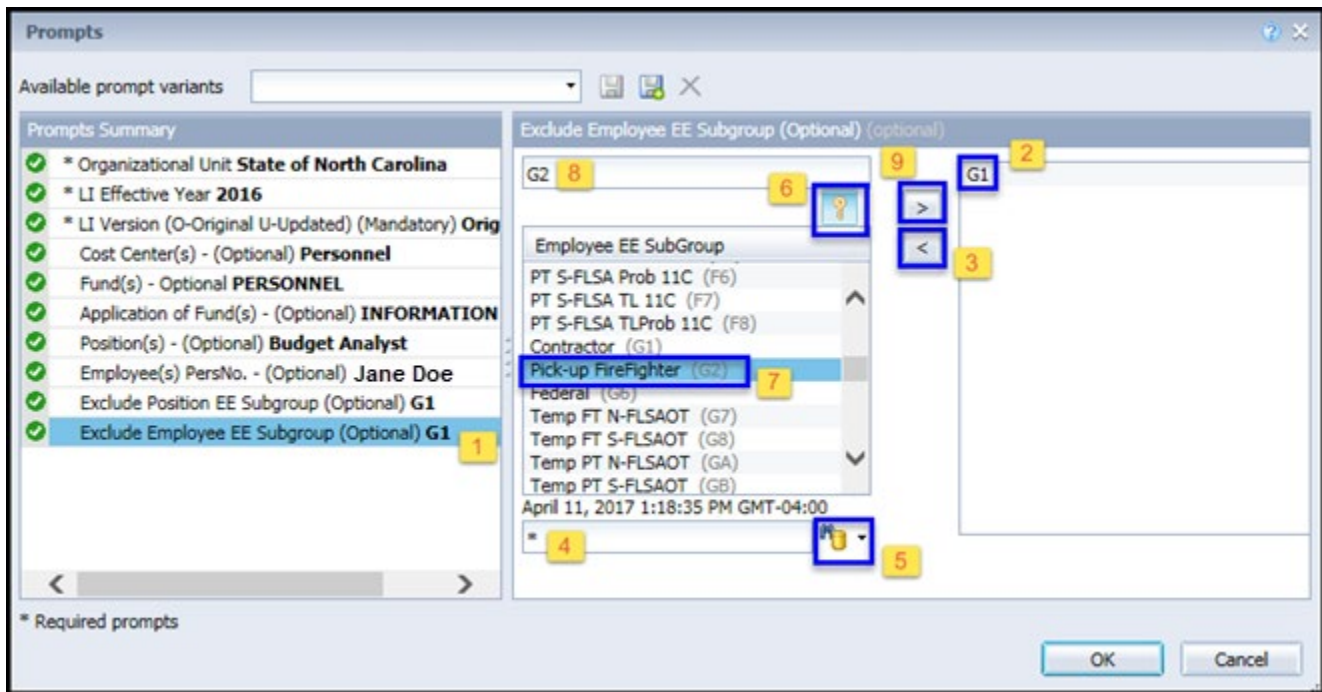 Prompts
Available prompt variants
Prompts Summary
* Organizational Unit State of North Carolina
* LI Effective Year 2016
* LI Version (O-Original U-Updated) (Mandatory) Orig
Cost Center(s) - (Optional) Personnel
Fund(s) - Optional PERSONNEL
Application of Fund(s) - (Optional) INFORMATION
Position(s) - (Optional) Budget Analyst
Employee(s) PersNo. - (Optional) Jane Doe
Exclude Position EE Subgroup (Optional) G1
Exclude Employee EE Subgroup (Optional) G1
1
Exclude Employee EE Subgroup (Optional) (optional)
G2 8
6
9
>
<
3
G1
2
Employee EE SubGroup
PT S-FLSA Prob 11C (F6)
PT S-FLSA TL 11C (F7)
PT S-FLSA TLProb 11C (F8)
Contractor (G1)
Pick-up FireFighter (G2)
7
Federal (G6)
Temp FT N-FLSAOT (G7)
Temp FT S-FLSAOT (G8)
Temp PT N-FLSAOT (GA)
Temp PT S-FLSAOT (GB)
April 11, 2017 1:18:35 PM GMT-04:00
* 4
5
* Required prompts
OK
Cancel